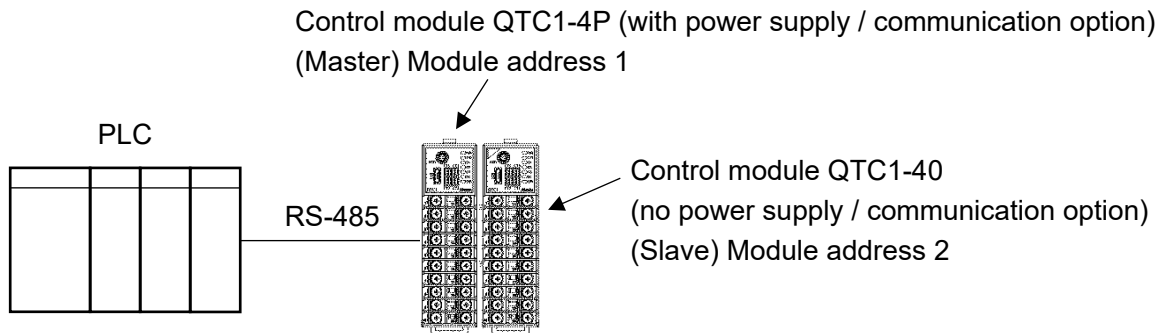 Control module QTC1-4P (with power supply / communication option)
(Master) Module address 1
PLC
Control module QTC1-40
RS-485
(no power supply / communication option)
(Slave) Module address 2